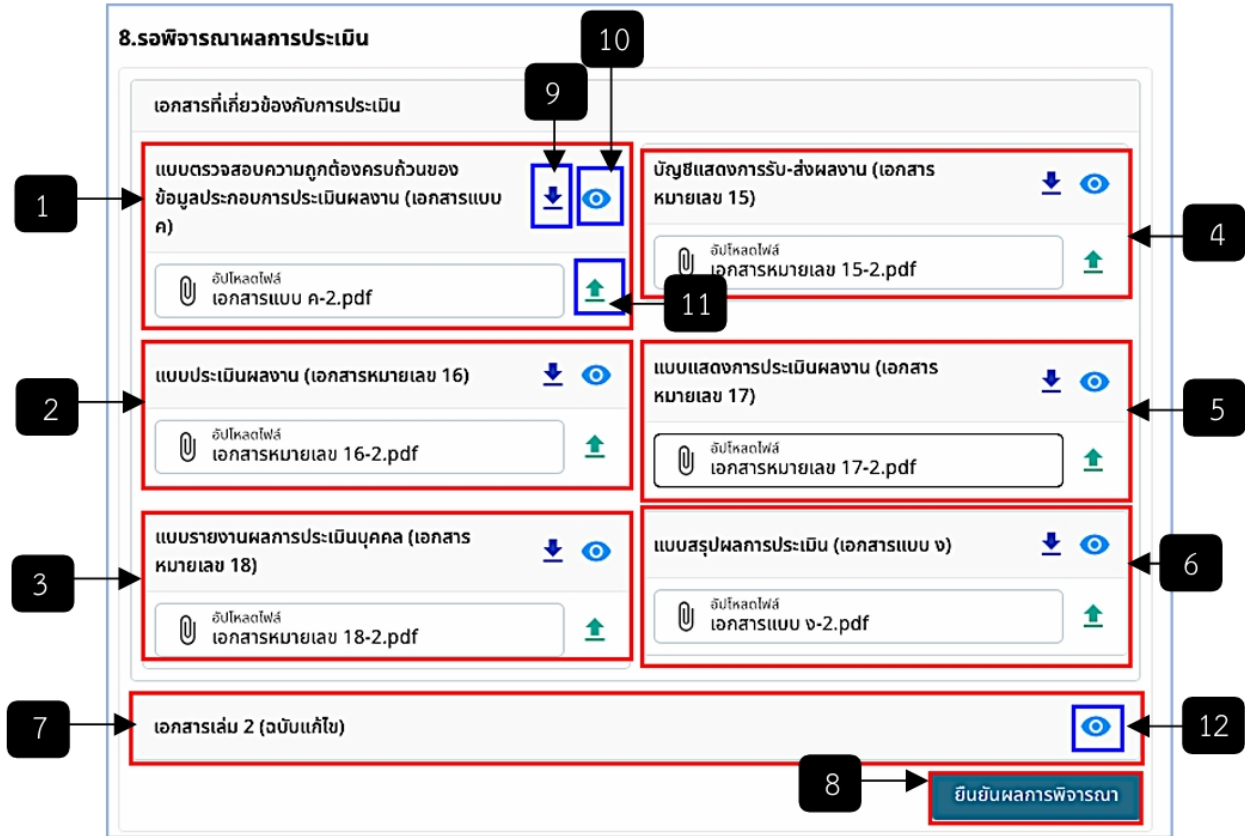 8.รอพิจารณาผลการประเมิน
10
เอกสารที่เกี่ยวข้องกับการประเมิน
9
แบบตรวจสอบความถูกต้องครบถ้วนของ
ข้อมูลประกอบการประเมินผลงาน (เอกสารแบบ
ค)
1
อัปโหลดไฟล์
เอกสารแบบ ค-2.pdf
11
บัญชีแสดงการรับ-ส่งผลงาน (เอกสาร
หมายเลข 15)
4
อัปโหลดไฟล์
เอกสารหมายเลข 15-2.pdf
แบบประเมินผลงาน (เอกสารหมายเลข 16)
2
อัปโหลดไฟล์
เอกสารหมายเลข 16-2.pdf
แบบแสดงการประเมินผลงาน (เอกสาร
หมายเลข 17)
5
อัปโหลดไฟล์
เอกสารหมายเลข 17-2.pdf
แบบรายงานผลการประเมินบุคคล (เอกสาร
หมายเลข 18)
3
อัปโหลดไฟล์
เอกสารหมายเลข 18-2.pdf
แบบสรุปผลการประเมิน (เอกสารแบบ ง)
6
อัปโหลดไฟล์
เอกสารแบบ ง-2.pdf
7
เอกสารเล่ม 2 (ฉบับแก้ไข)
12
8
ยืนยันผลการพิจารณา